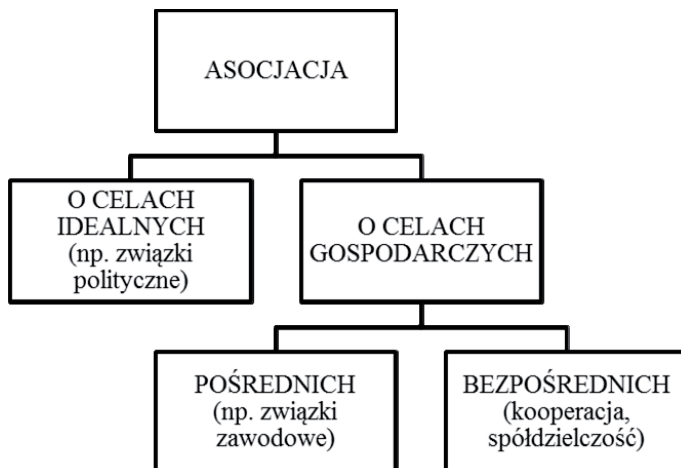 ASOCJACJA
O CELACH
IDEALNYCH
(np. związki
polityczne)
O CELACH
GOSPODARCZYCH
POŚREDNICH
(np. związki
zawodowe)
BEZPOŚREDNICH
(kooperacja,
spółdzielczość)